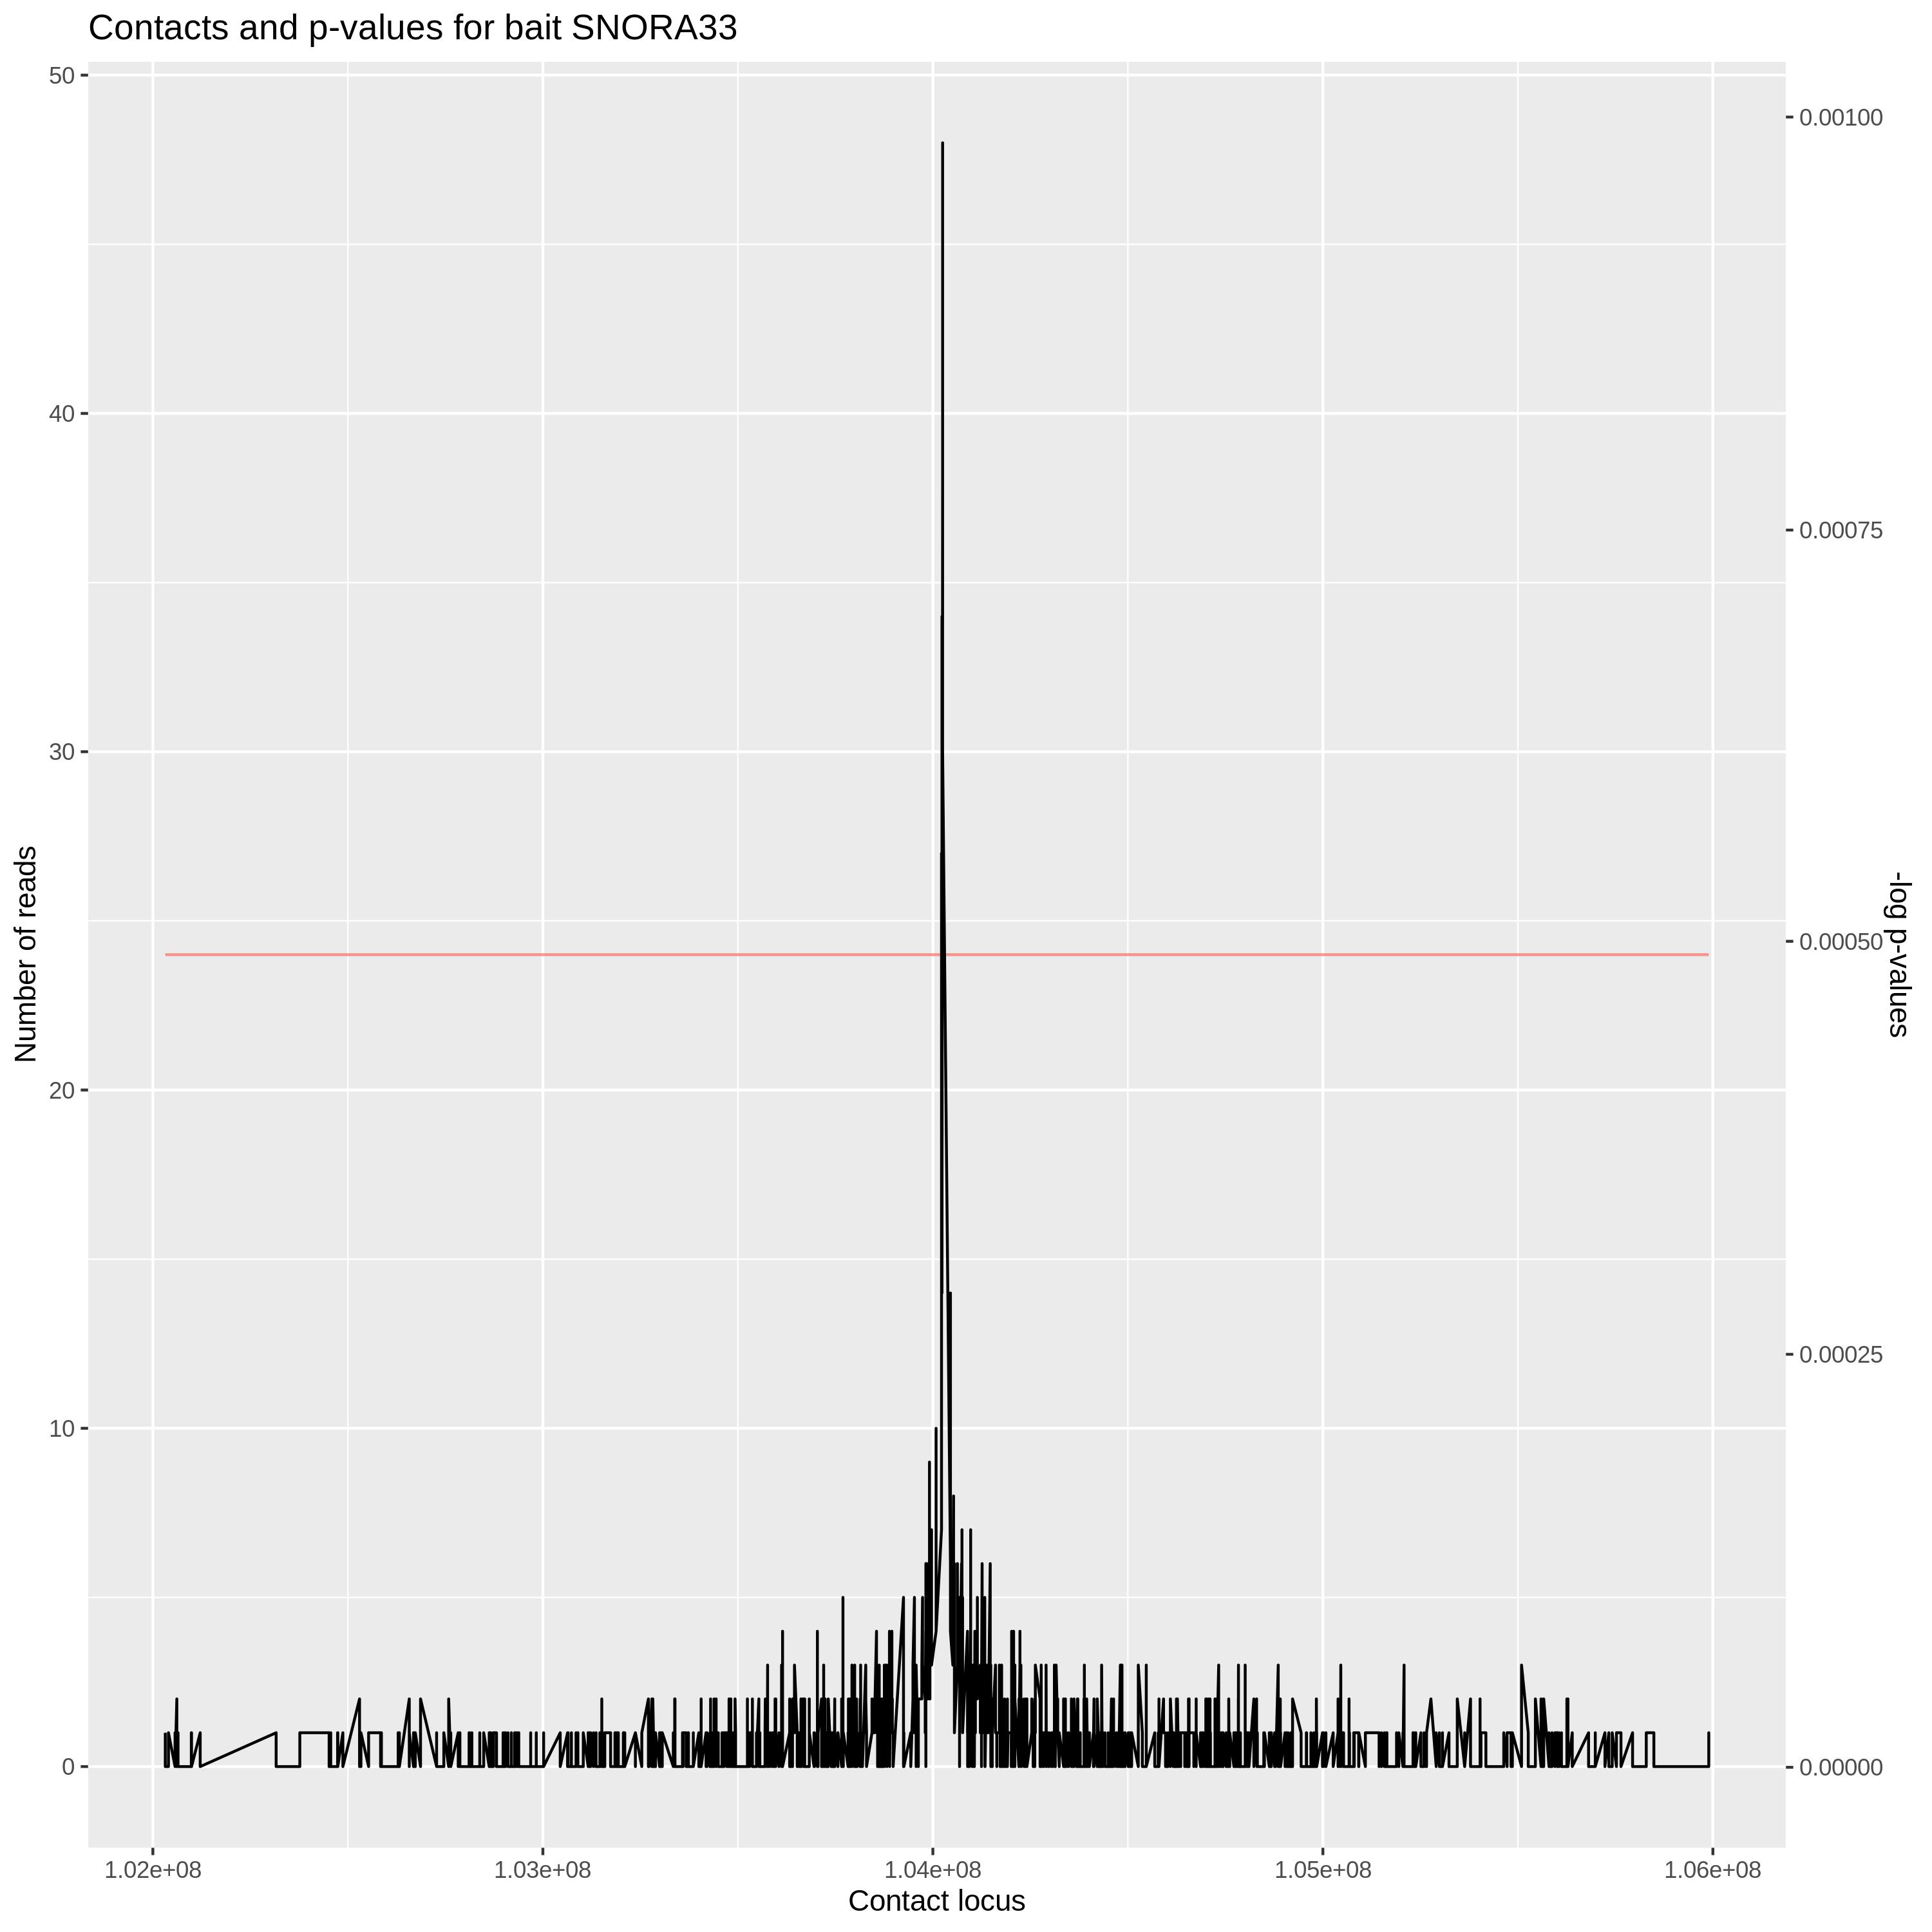 Contacts and p-values for bait SNORA33
50
40
30
20
10
0
Number of reads
0.00100
0.00075
0.00050
0.00025
0.00000
-log p-values
1.02e+08 1.03e+08 1.04e+08 1.05e+08 1.06e+08
Contact locus